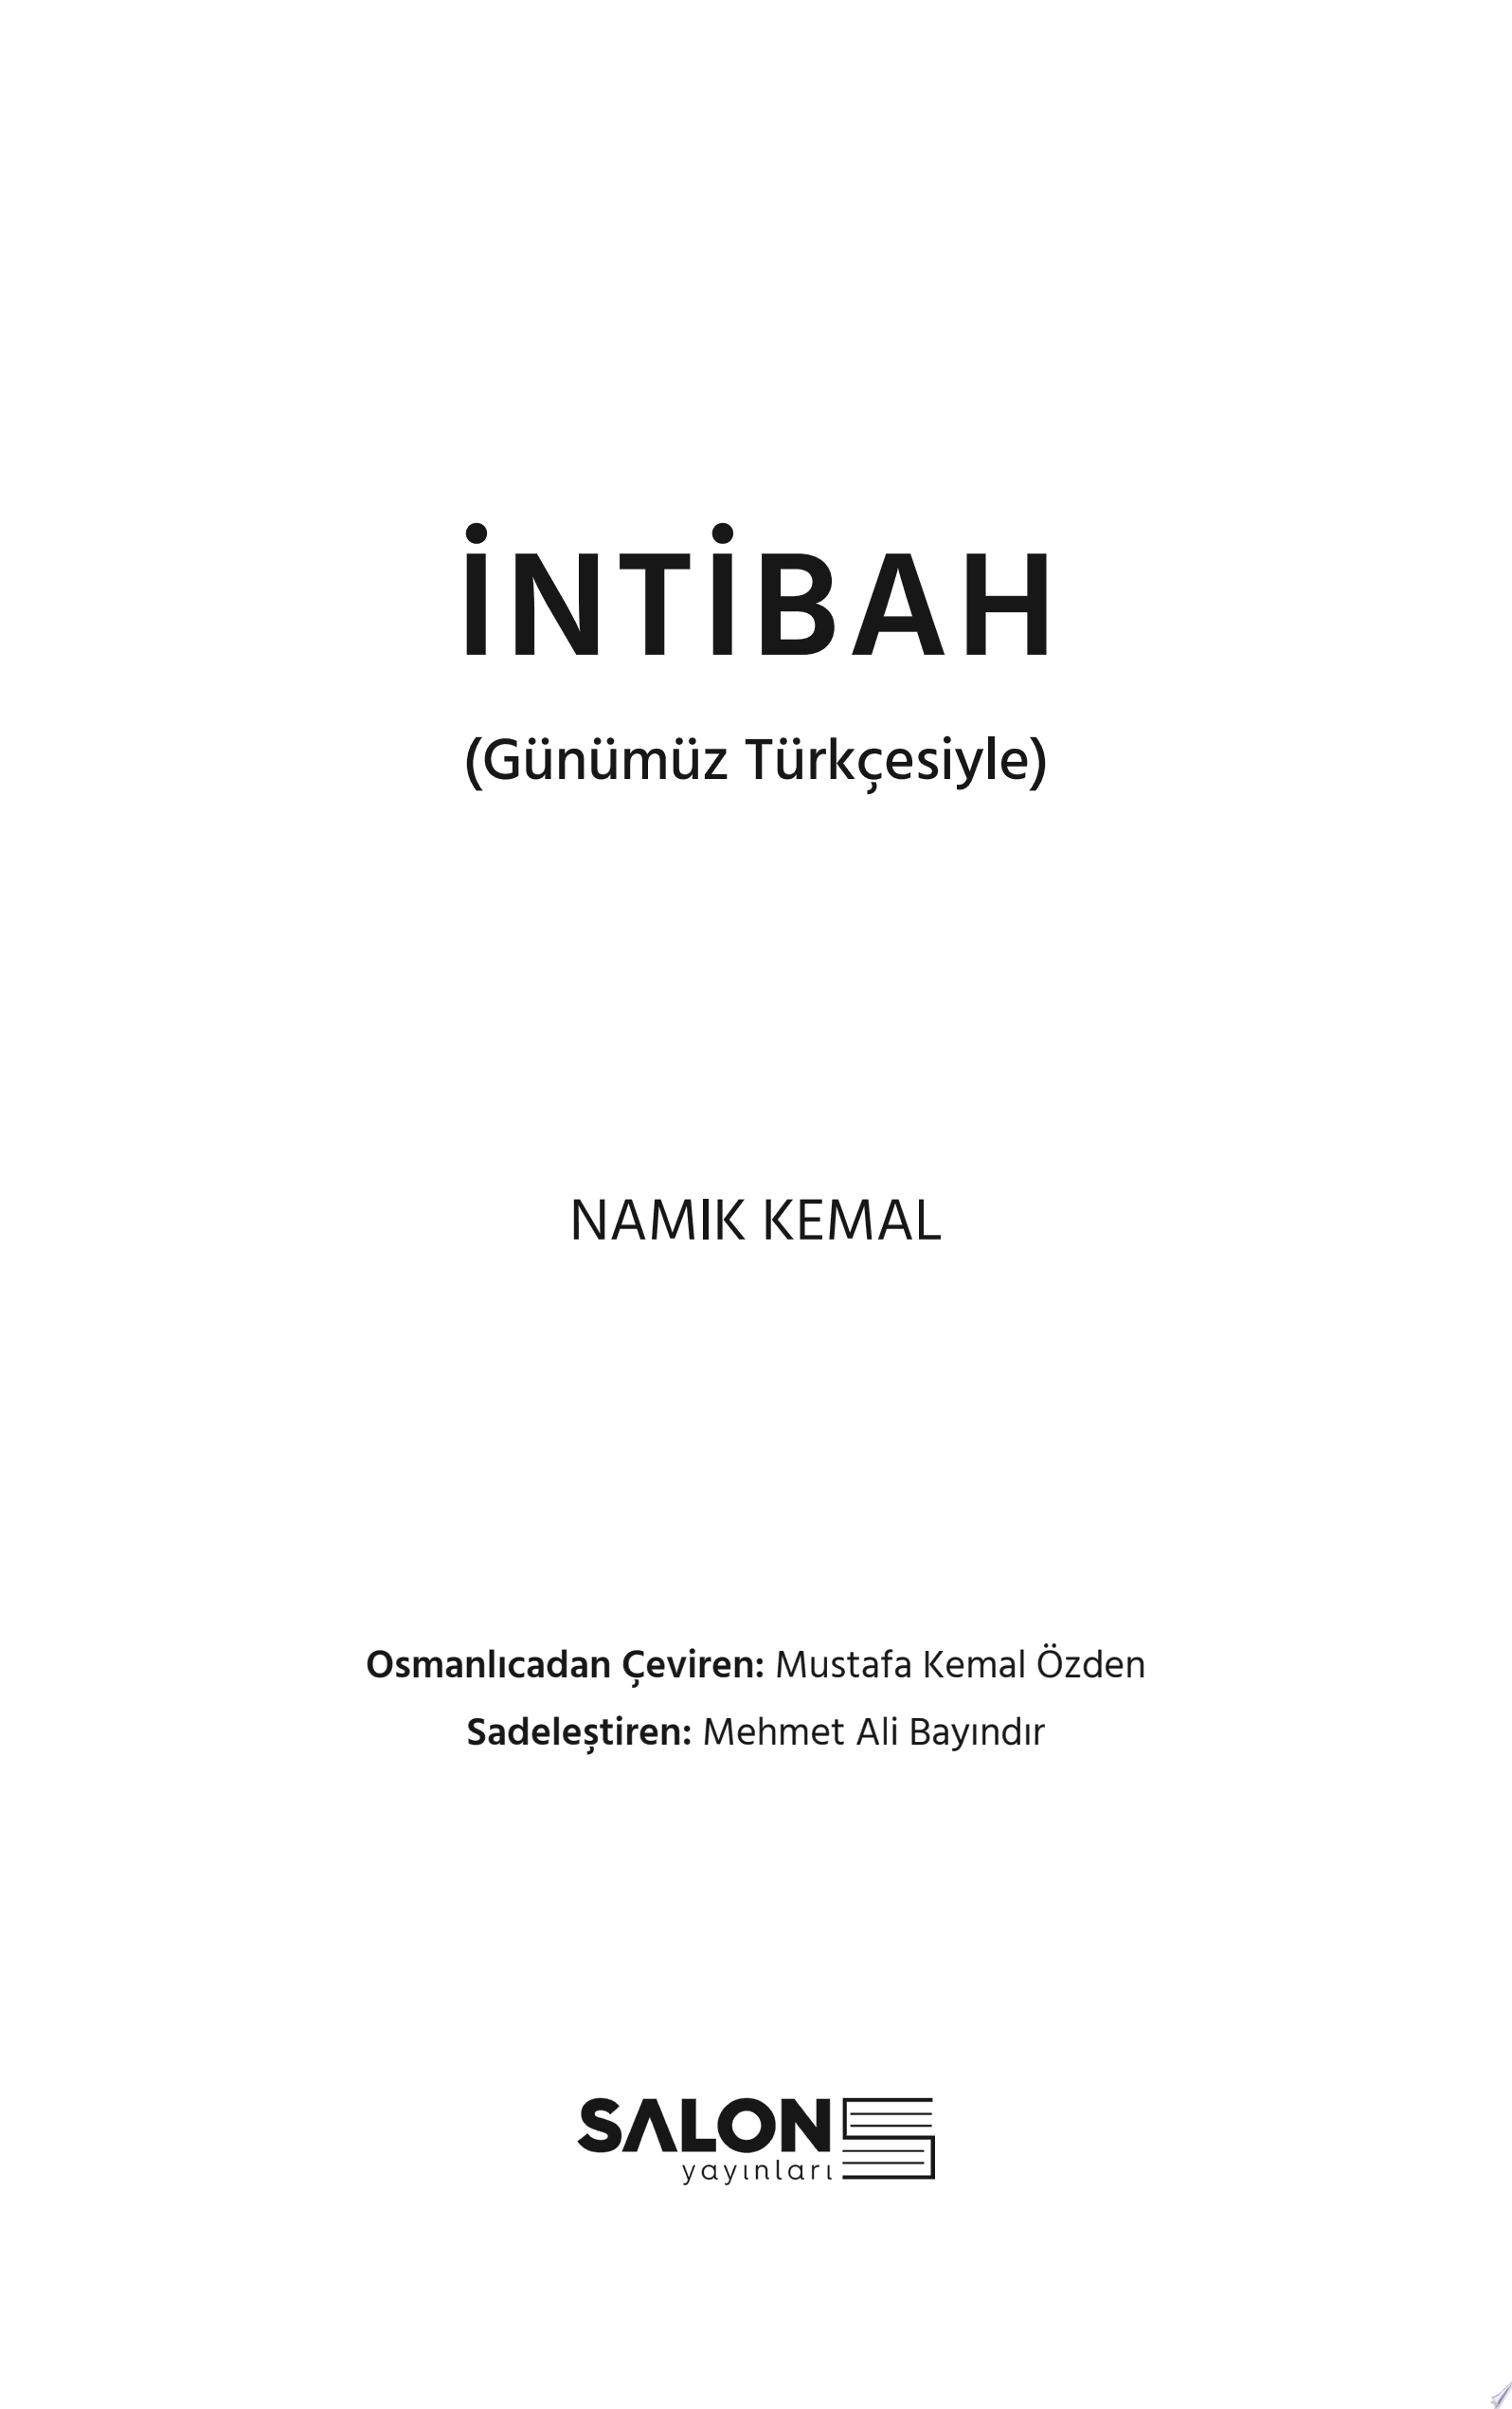 İNTİBAH
(Günümüz Türkçesiyle)
NAMIK KEMAL
Osmanlıcadan Çeviren: Mustafa Kemal Özden
Sadeleştiren: Mehmet Ali Bayındır
SALON
yayınları